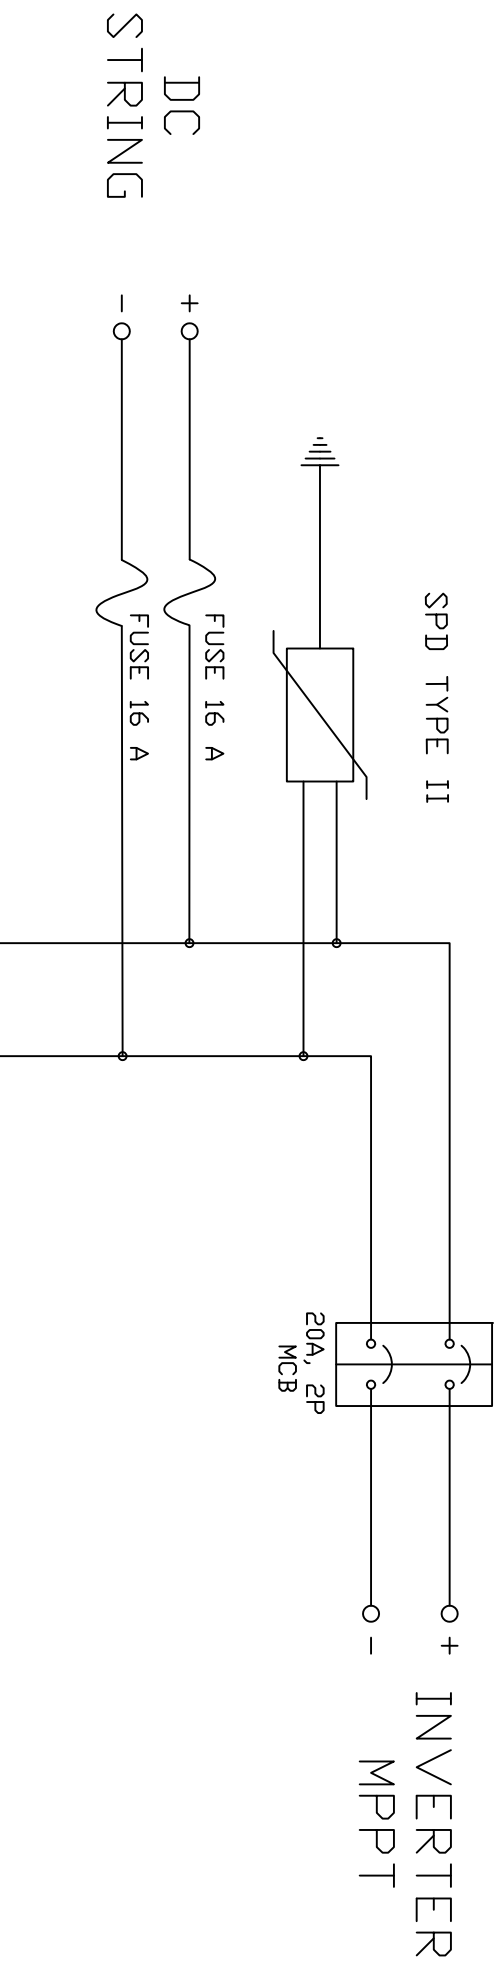 DC
STRING
+
-
SPD TYPE II
FUSE 16 A
FUSE 16 A
20A, 2P
MCB
+
-
INVERTER
MPPT